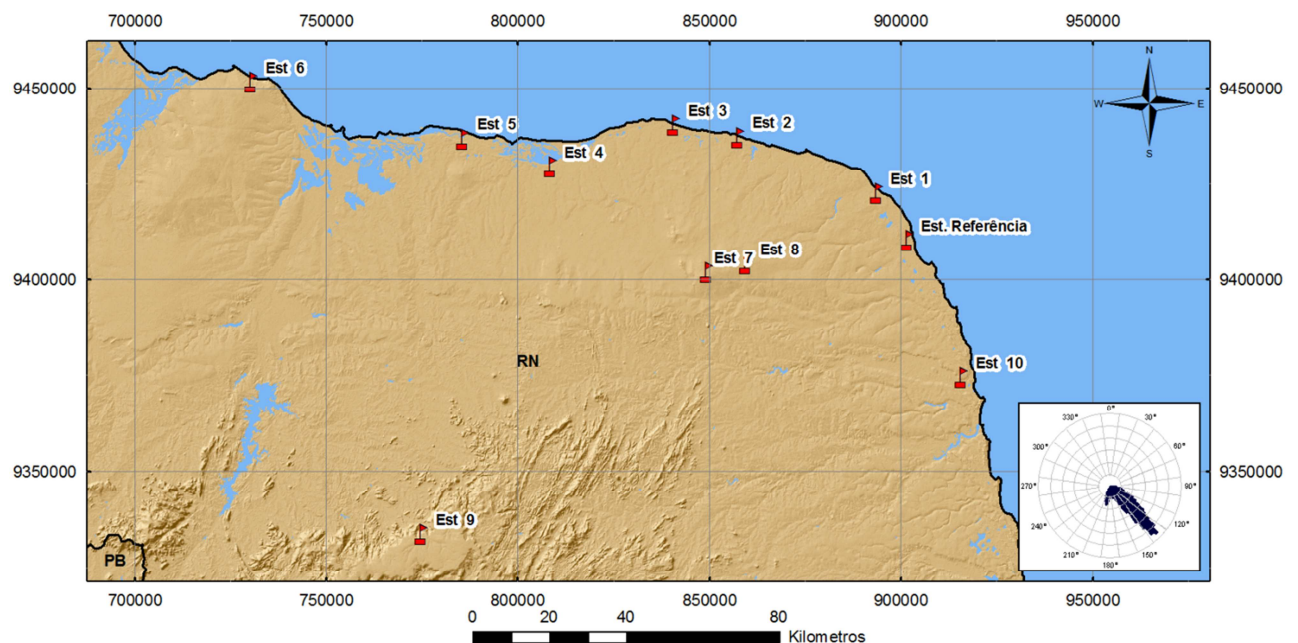 700000 750000 800000 850000 900000 950000
N
W E
S
Est 6
9450000 9450000
Est 3
Est 5
Est 2
Est 4
Est 1
Est. Referência
Est 7 Est 8
9400000 9400000
RN
Est 10
0°
330° 30°
300° 60°
9350000 9350000
270° 90°
240° 120°
210° 150°
180°
Est 9
PB
700000 750000 800000 850000 900000 950000
0 20 40 80
Kilometros